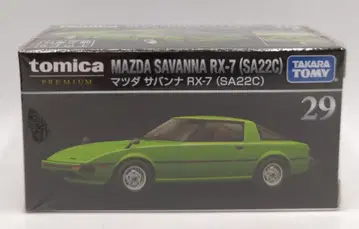 tomica
PREMIUM
MAZDA SAVANNA RX-7 (SA22C)
マツダ サバンナ RX-7 (SA22C)
TAKARA
TOMY
29